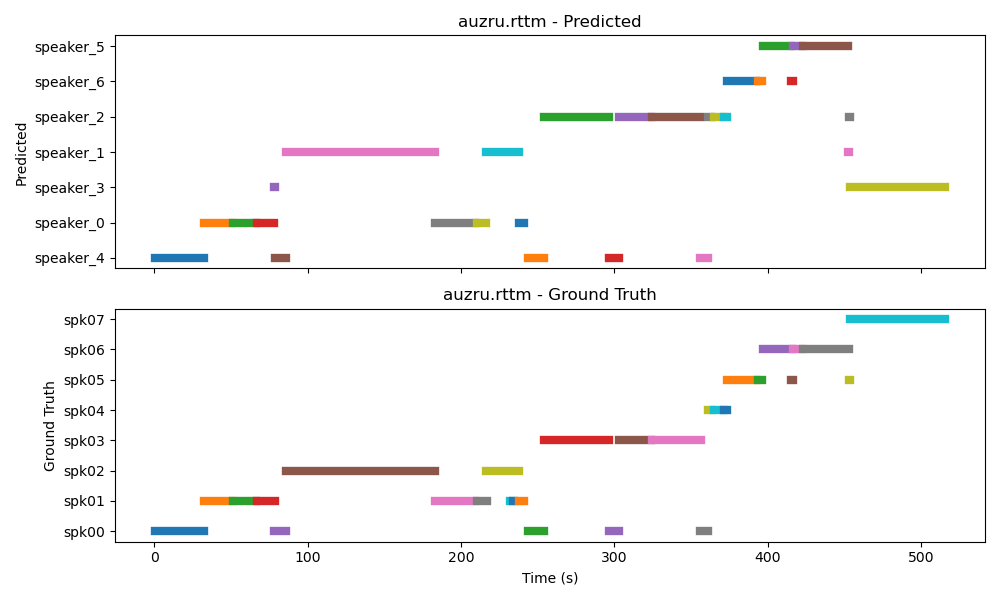 auzru.rttm - Predicted
Predicted
speaker_5
speaker_6
speaker_2
speaker_1
speaker_3
speaker_0
speaker_4
auzru.rttm - Ground Truth
Ground Truth
spk07
spk06
spk05
spk04
spk03
spk02
spk01
spk00
0 100 200 300 400 500
Time (s)